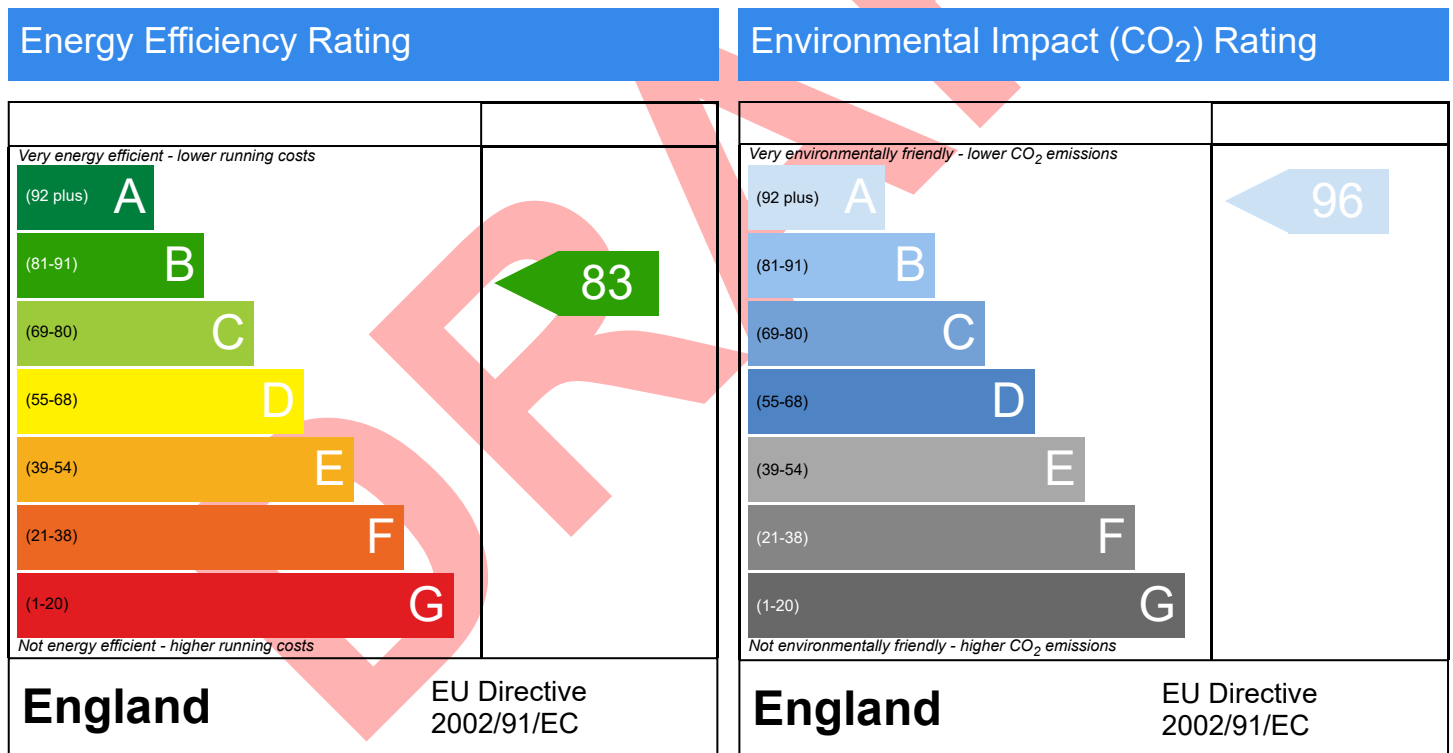 Energy Efficiency Rating
Very energy efficient - lower running costs
(92 plus) A
(81-91) B
83
(69-80) C
(55-68) D
(39-54) E
(21-38) F
(1-20) G
Not energy efficient - higher running costs
England
EU Directive
2002/91/EC
Environmental Impact (CO₂) Rating
Very environmentally friendly - lower CO₂ emissions
(92 plus) A
96
(81-91) B
(69-80) C
(55-68) D
(39-54) E
(21-38) F
(1-20) G
Not environmentally friendly - higher CO₂ emissions
England
EU Directive
2002/91/EC